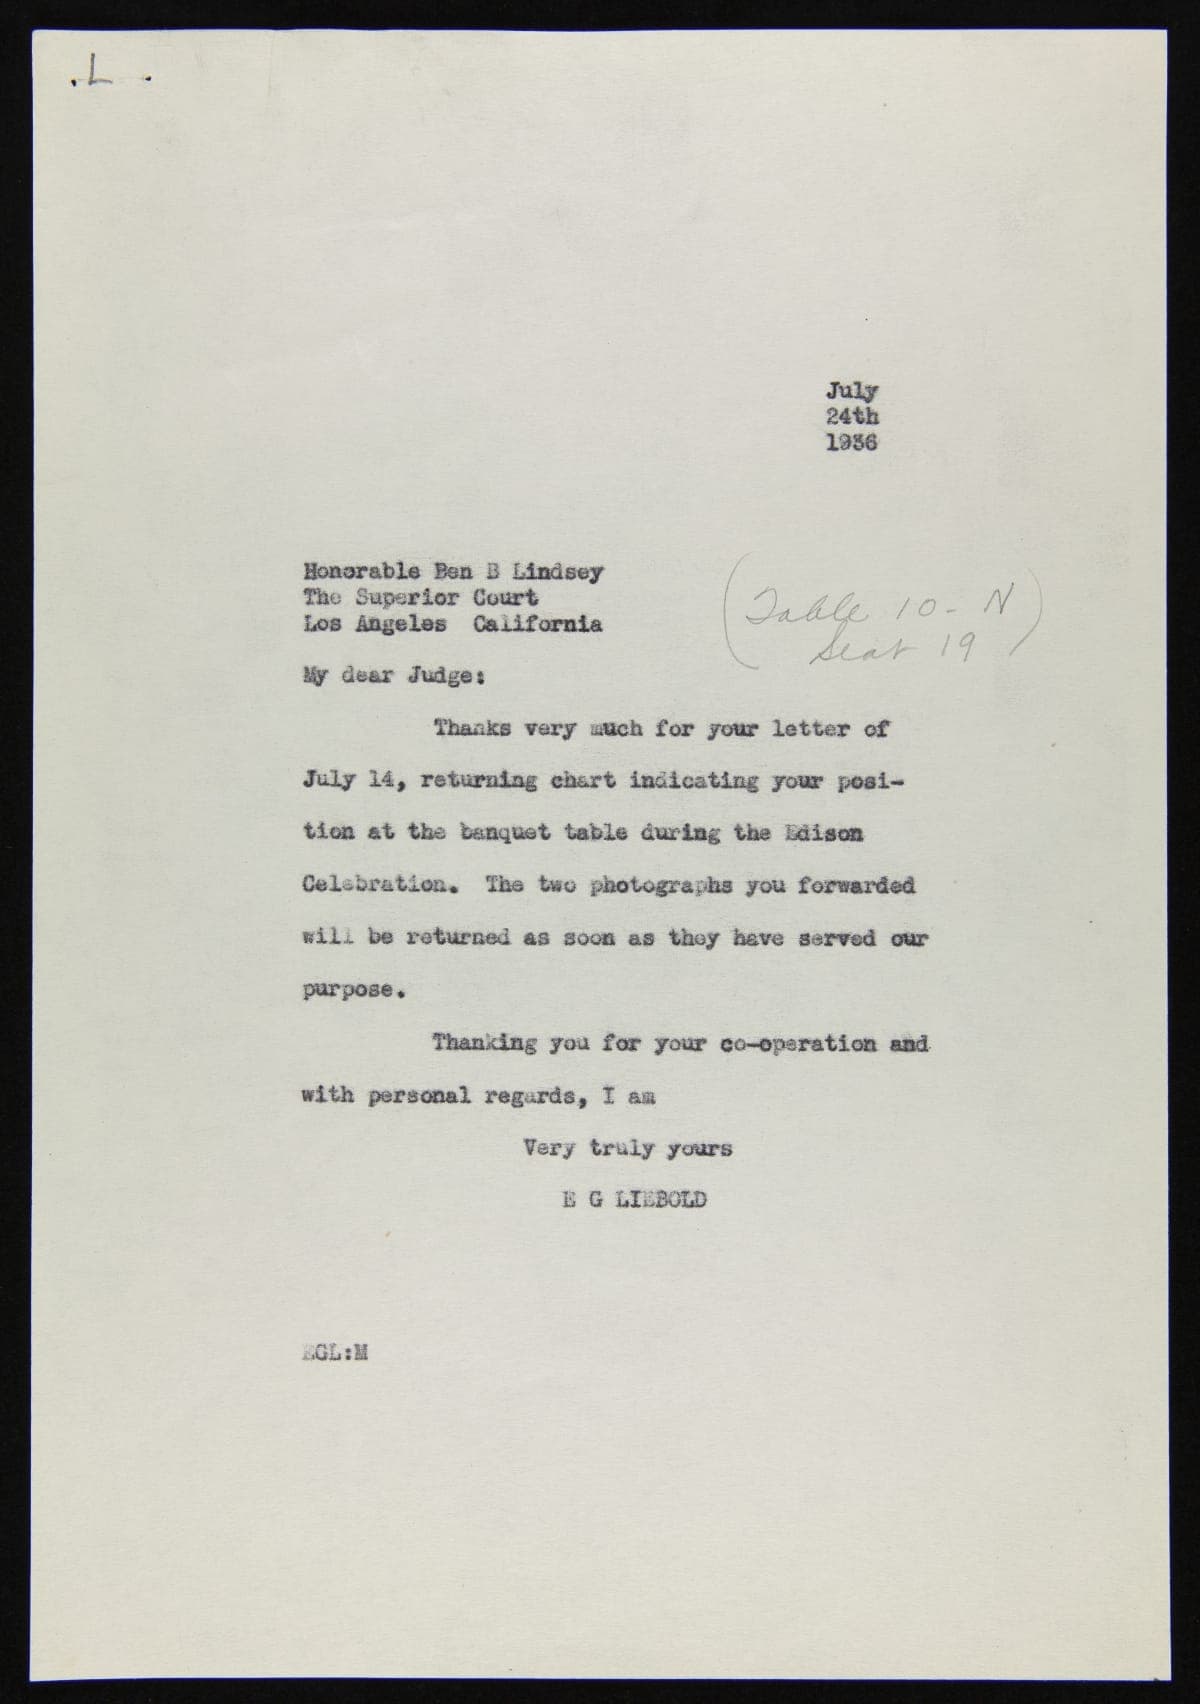 . L .
July
24th
1936
Honorable Ben B Lindsey
The Superior Court
Los Angeles California
(Table 10 - N
Seat 19)
My dear Judge:
Thanks very much for your letter of
July 14, returning chart indicating your posi-
tion at the banquet table during the Edison
Celebration. The two photographs you forwarded
will be returned as soon as they have served our
purpose.
Thanking you for your co-operation and
with personal regards, I am
Very truly yours
E G LIEBOLD
EGL:M